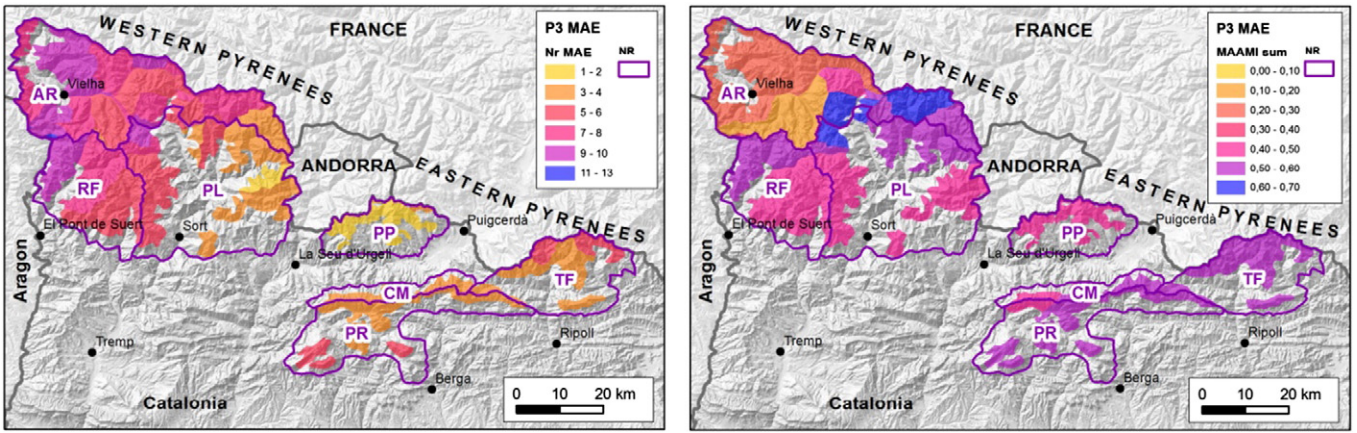 WESTERN PYRENEES
FRANCE
P3 MAE
Nr MAE
NR
1 - 2
3 - 4
5 - 6
7 - 8
9 - 10
11 - 13
AR
Vielha
ANDORRA
EASTERN PYRENEES
RF
PL
El Pont de Suert
Sort
PP
Puigcerdà
La Seu d'Urgell
Aragon
CM
TF
PR
Ripoll
Tremp
Berga
Catalonia
0 10 20 km
WESTERN PYRENEES
FRANCE
P3 MAE
MAAMI sum
NR
0,00 - 0,10
0,10 - 0,20
0,20 - 0,30
0,30 - 0,40
0,40 - 0,50
0,50 - 0,60
0,60 - 0,70
AR
Vielha
ANDORRA
EASTERN PYRENEES
RF
PL
El Pont de Suert
Sort
PP
Puigcerdà
La Seu d'Urgell
Aragon
CM
TF
PR
Ripoll
Tremp
Berga
Catalonia
0 10 20 km